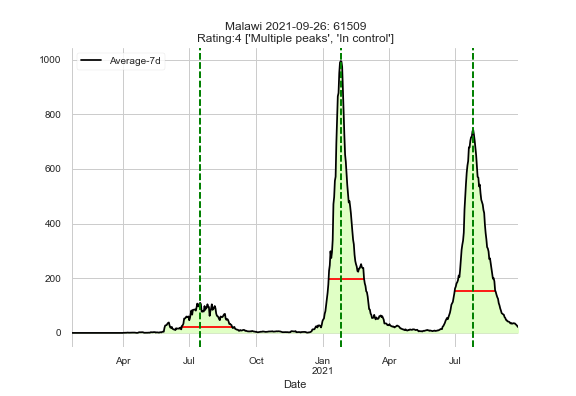 Malawi 2021-09-26: 61509
Rating:4 ['Multiple peaks', 'In control']
Average-7d
1000
800
600
400
200
0
Apr Jul Oct Jan Apr Jul
2021
Date